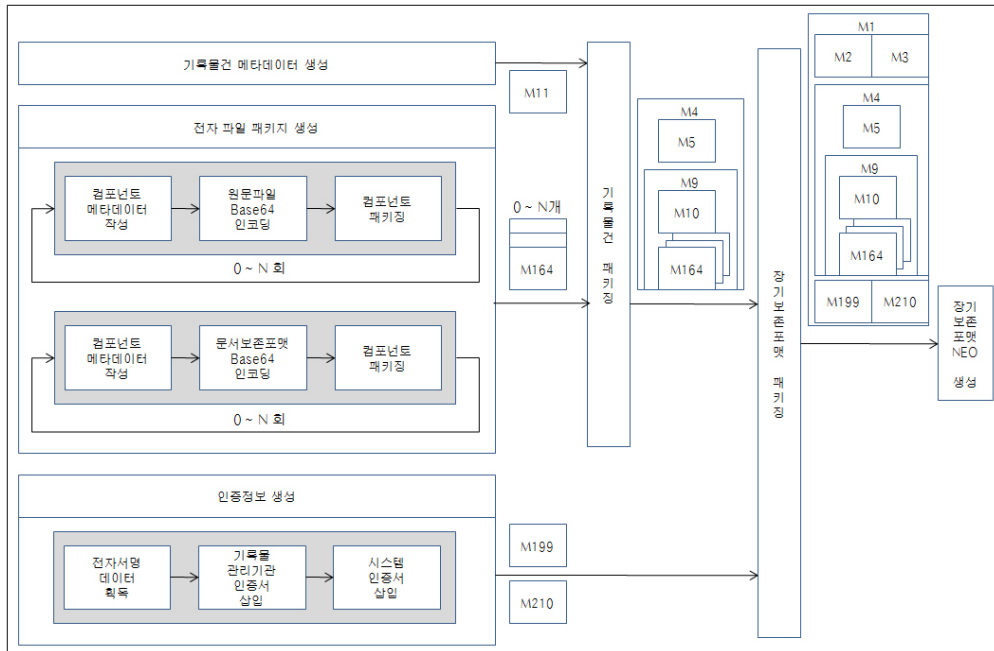 기록물건 메타데이터 생성
M11
전자 파일 패키지 생성
컴포넌트
메타데이터
작성
원문파일
Base64
인코딩
컴포넌트
패키징
0 ~ N 회
컴포넌트
메타데이터
작성
문서보존포맷
Base64
인코딩
컴포넌트
패키징
0 ~ N 회
0 ~ N개
M164
인증정보 생성
전자서명
데이터
획득
기록물
관리기관
인증서
삽입
시스템
인증서
삽입
M199
M210
기록물건 패키징
M4
M5
M9
M10
M164
장기보존포맷 패키징
M1
M2
M3
M4
M5
M9
M10
M164
M199
M210
장기
보존
포맷
NEO
생성